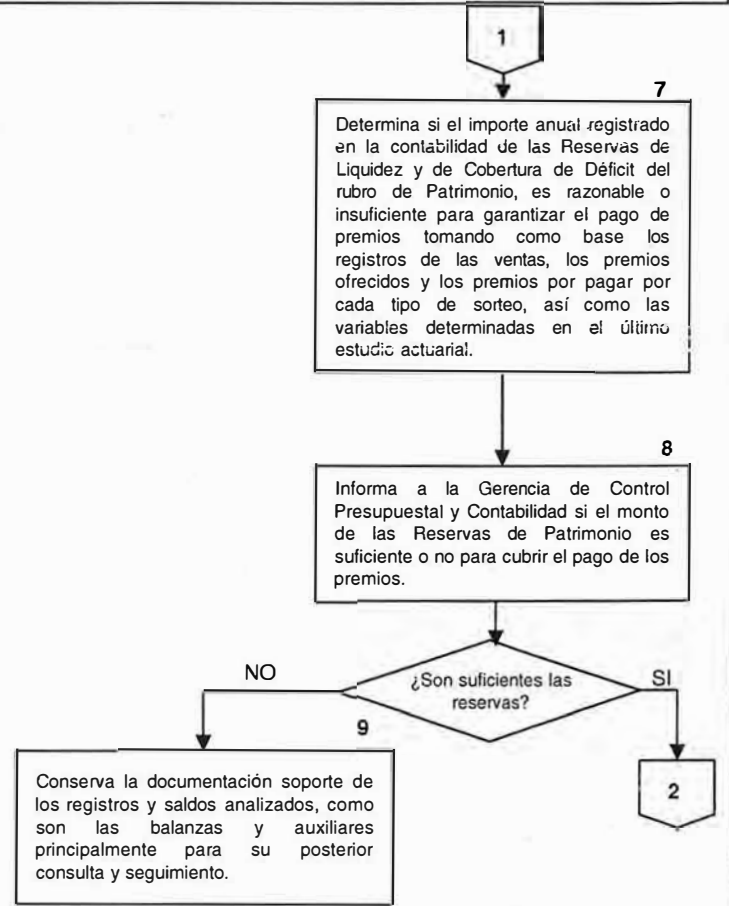 1
7
Determina si el importe anual registrado
en la contabilidad de las Reservas de
Liquidez y de Cobertura de Déficit del
rubro de Patrimonio, es razonable o
insuficiente para garantizar el pago de
premios tomando como base los
registros de las ventas, los premios
ofrecidos y los premios por pagar por
cada tipo de sorteo, así como las
variables determinadas en el último
estudio actuarial.
8
Informa a la Gerencia de Control
Presupuestal y Contabilidad si el monto
de las Reservas de Patrimonio es
suficiente o no para cubrir el pago de los
premios.
NO
¿Son suficientes las
reservas?
SI
9
Conserva la documentación soporte de
los registros y saldos analizados, como
son las balanzas y auxiliares
principalmente para su posterior
consulta y seguimiento.
2